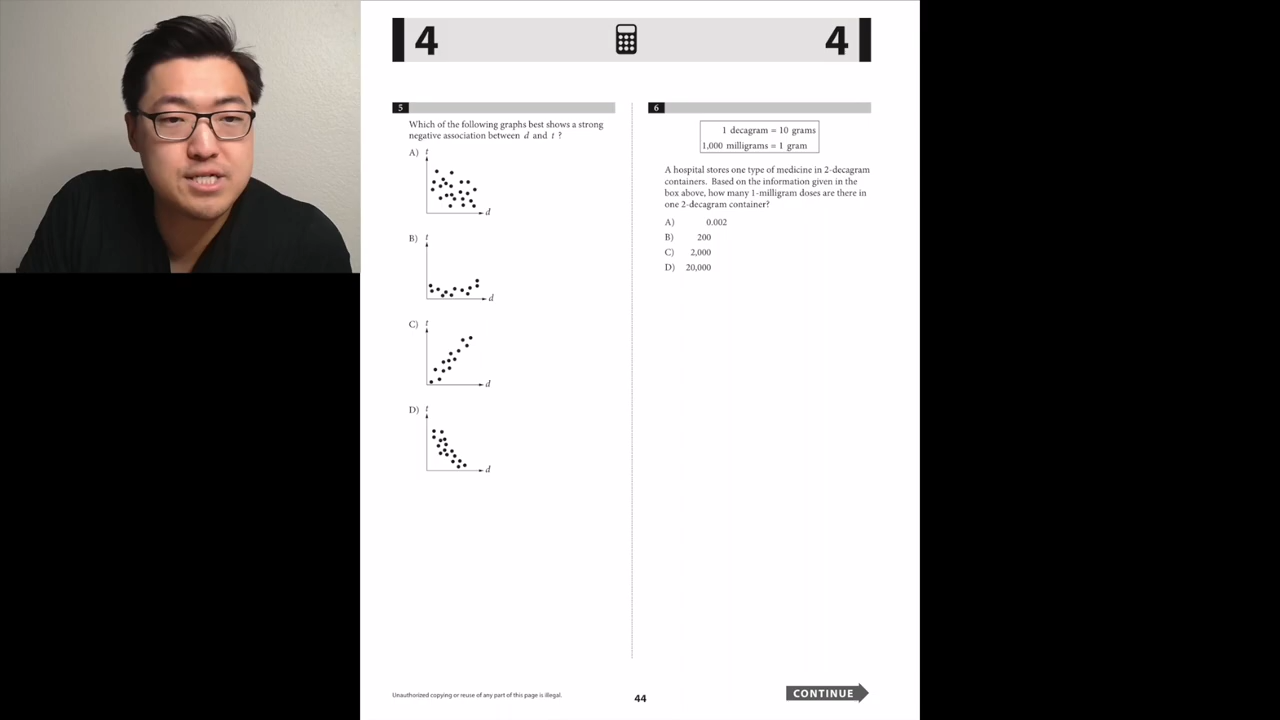 4
4
5
Which of the following graphs best shows a strong
negative association between d and t ?
A)
t
d
B)
t
d
C)
t
d
D)
t
d
6
1 decagram = 10 grams
1,000 milligrams = 1 gram
A hospital stores one type of medicine in 2-decagram
containers. Based on the information given in the
box above, how many 1-milligram doses are there in
one 2-decagram container?
A) 0.002
B) 200
C) 2,000
D) 20,000
Unauthorized copying or reuse of any part of this page is illegal.
44
CONTINUE